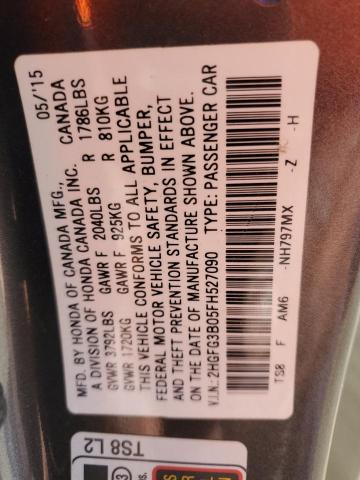 MFD. BY HONDA OF CANADA MFG., 05/'15
A DIVISION OF HONDA CANADA INC. CANADA
GVWR 3792LBS GAWR F 2040LBS R 1786LBS
GVWR 1720KG GAWR F 925KG R 810KG
THIS VEHICLE CONFORMS TO ALL APPLICABLE
FEDERAL MOTOR VEHICLE SAFETY, BUMPER,
AND THEFT PREVENTION STANDARDS IN EFFECT
ON THE DATE OF MANUFACTURE SHOWN ABOVE.
V.I.N.: 2HGFG3B05FH527090 TYPE: PASSENGER CAR
TS8 F AM6 -NH797MX -Z -H
TS8 L2